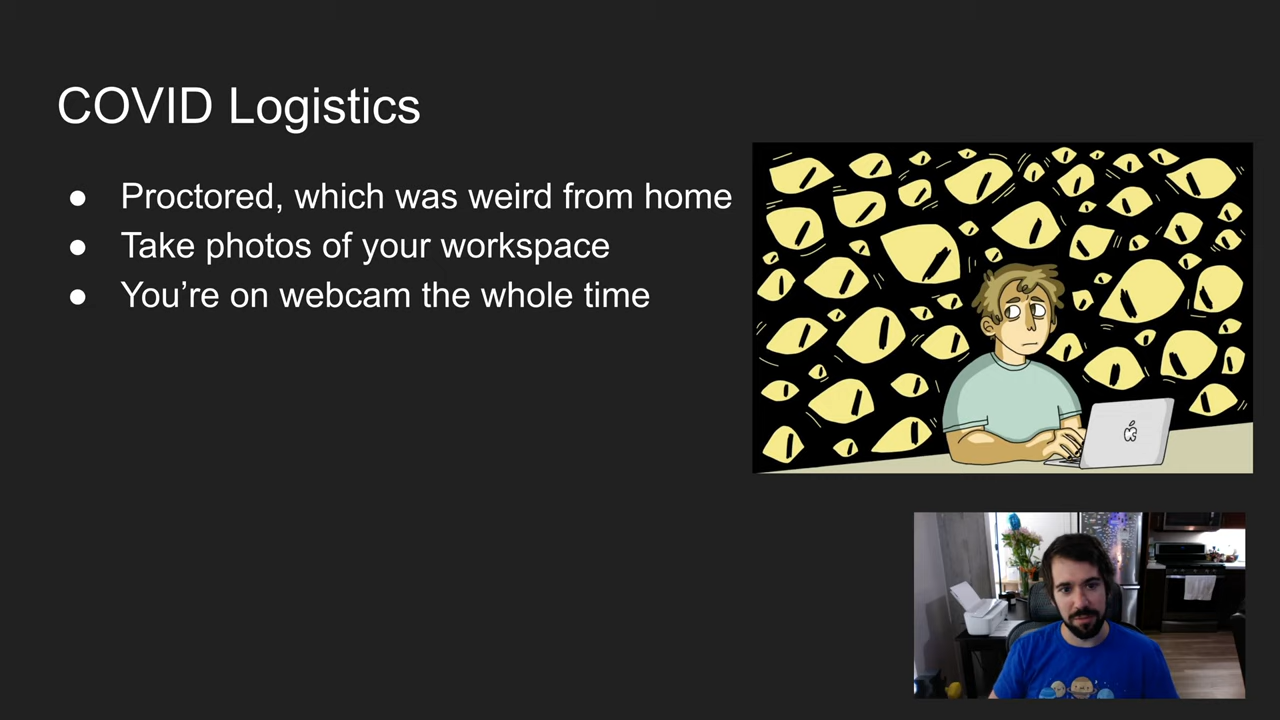 COVID Logistics
● Proctored, which was weird from home
● Take photos of your workspace
● You’re on webcam the whole time